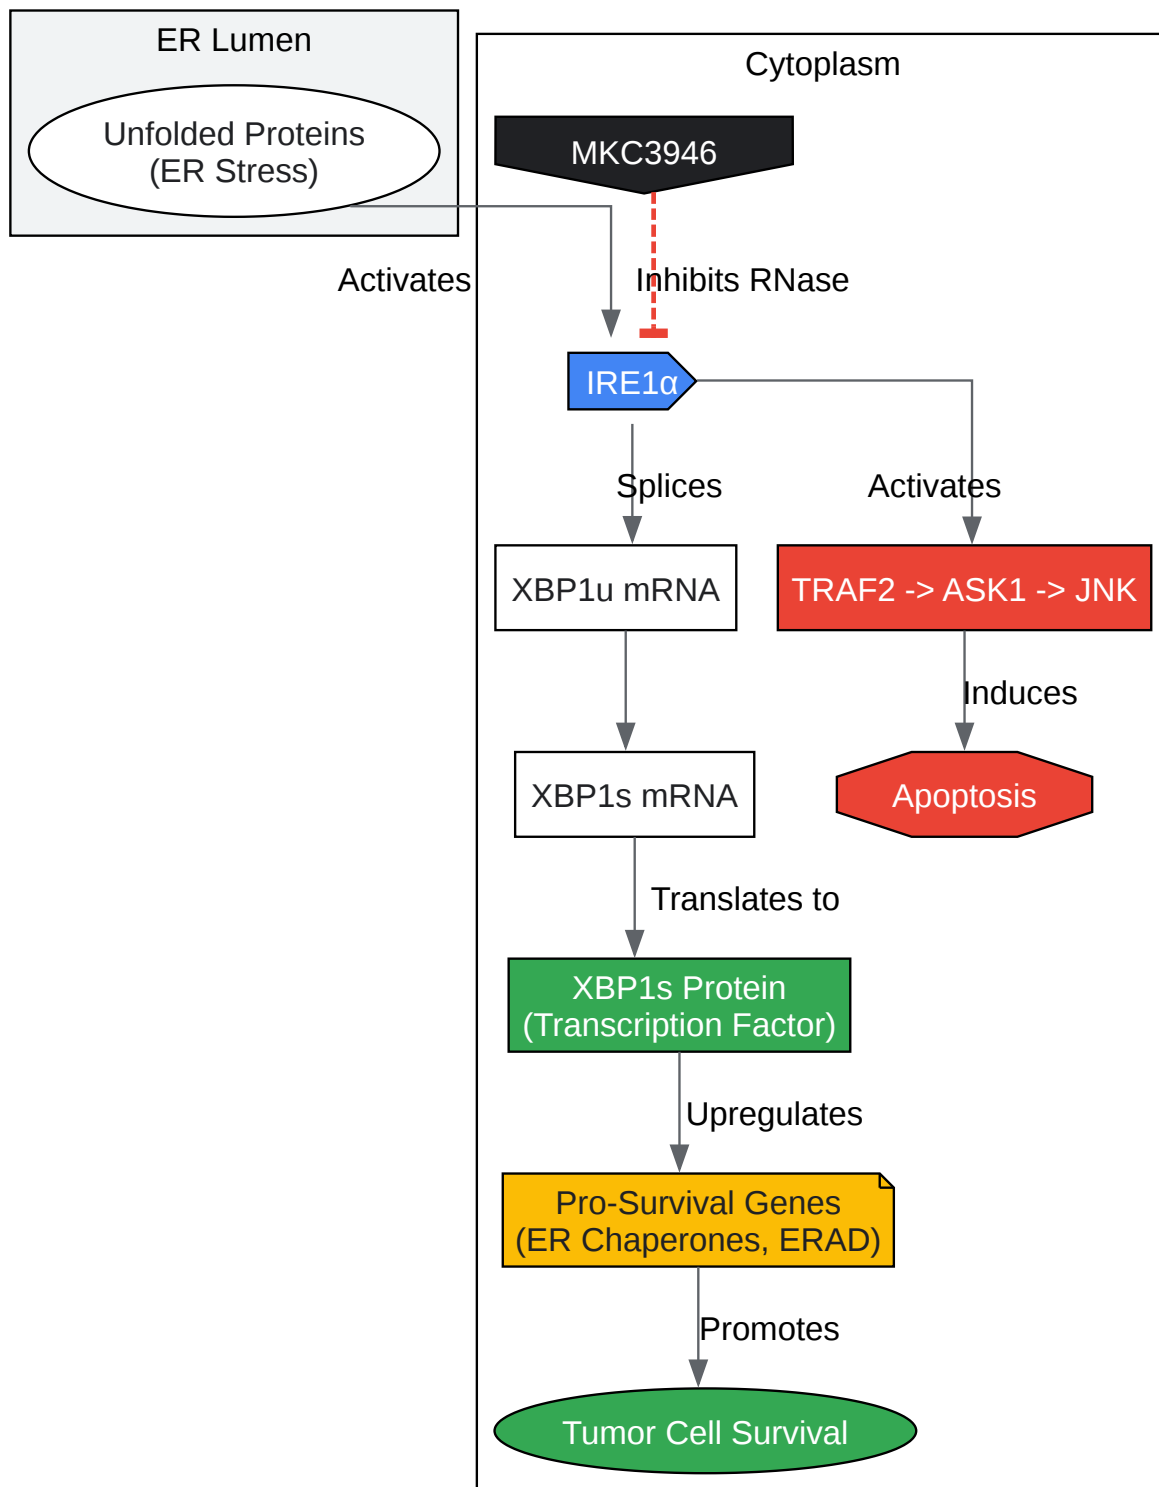 ER Lumen
Unfolded Proteins
(ER Stress)
Cytoplasm
MKC3946
Activates
Inhibits RNase
IRE1α
Splices
Activates
XBP1u mRNA
TRAF2 -> ASK1 -> JNK
Induces
XBP1s mRNA
Apoptosis
Translates to
XBP1s Protein
(Transcription Factor)
Upregulates
Pro-Survival Genes
(ER Chaperones, ERAD)
Promotes
Tumor Cell Survival